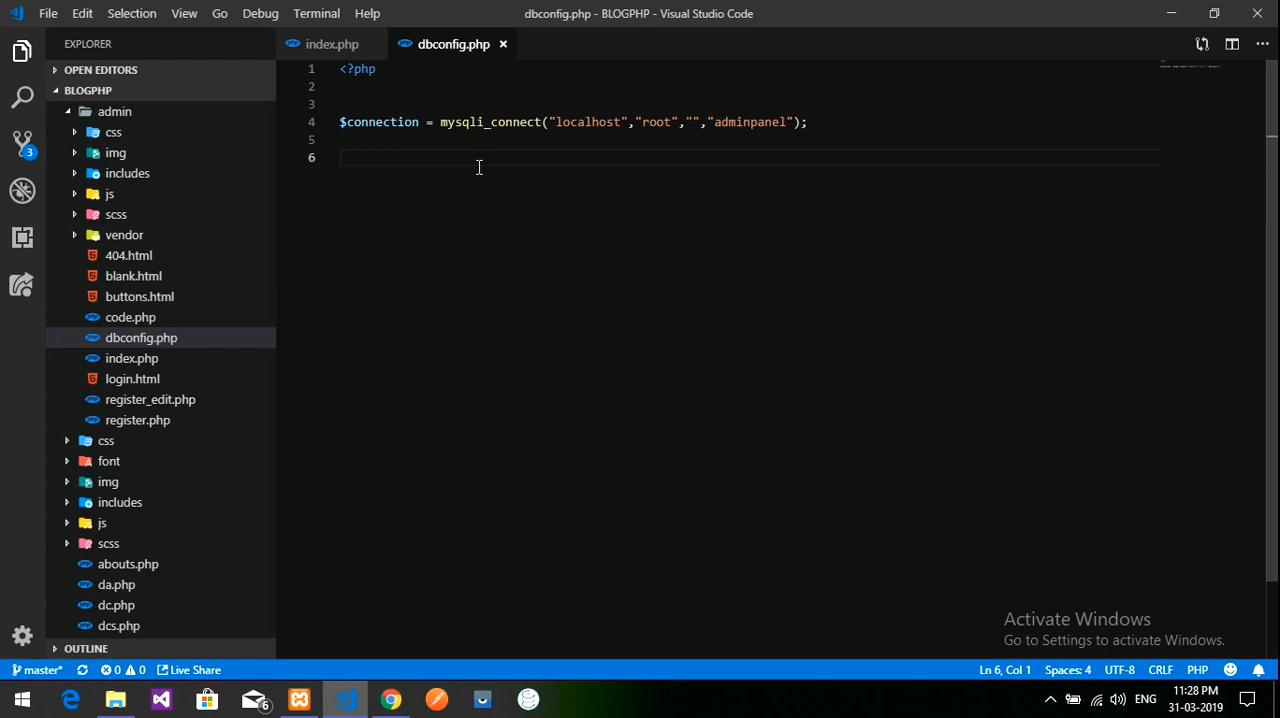 File Edit Selection View Go Debug Terminal Help dbconfig.php - BLOGPHP - Visual Studio Code
EXPLORER index.php dbconfig.php
OPEN EDITORS
BLOGPHP
admin
css
img
includes
js
scss
vendor
404.html
blank.html
buttons.html
code.php
dbconfig.php
index.php
login.html
register_edit.php
register.php
css
font
img
includes
js
scss
abouts.php
da.php
dc.php
dcs.php
OUTLINE
3
1 <?php
2
3
4 $connection = mysqli_connect("localhost","root","","adminpanel");
5
6
Activate Windows
Go to Settings to activate Windows.
master* 0 0 Live Share Ln 6, Col 1 Spaces: 4 UTF-8 CRLF PHP
6 ENG 11:28 PM
31-03-2019